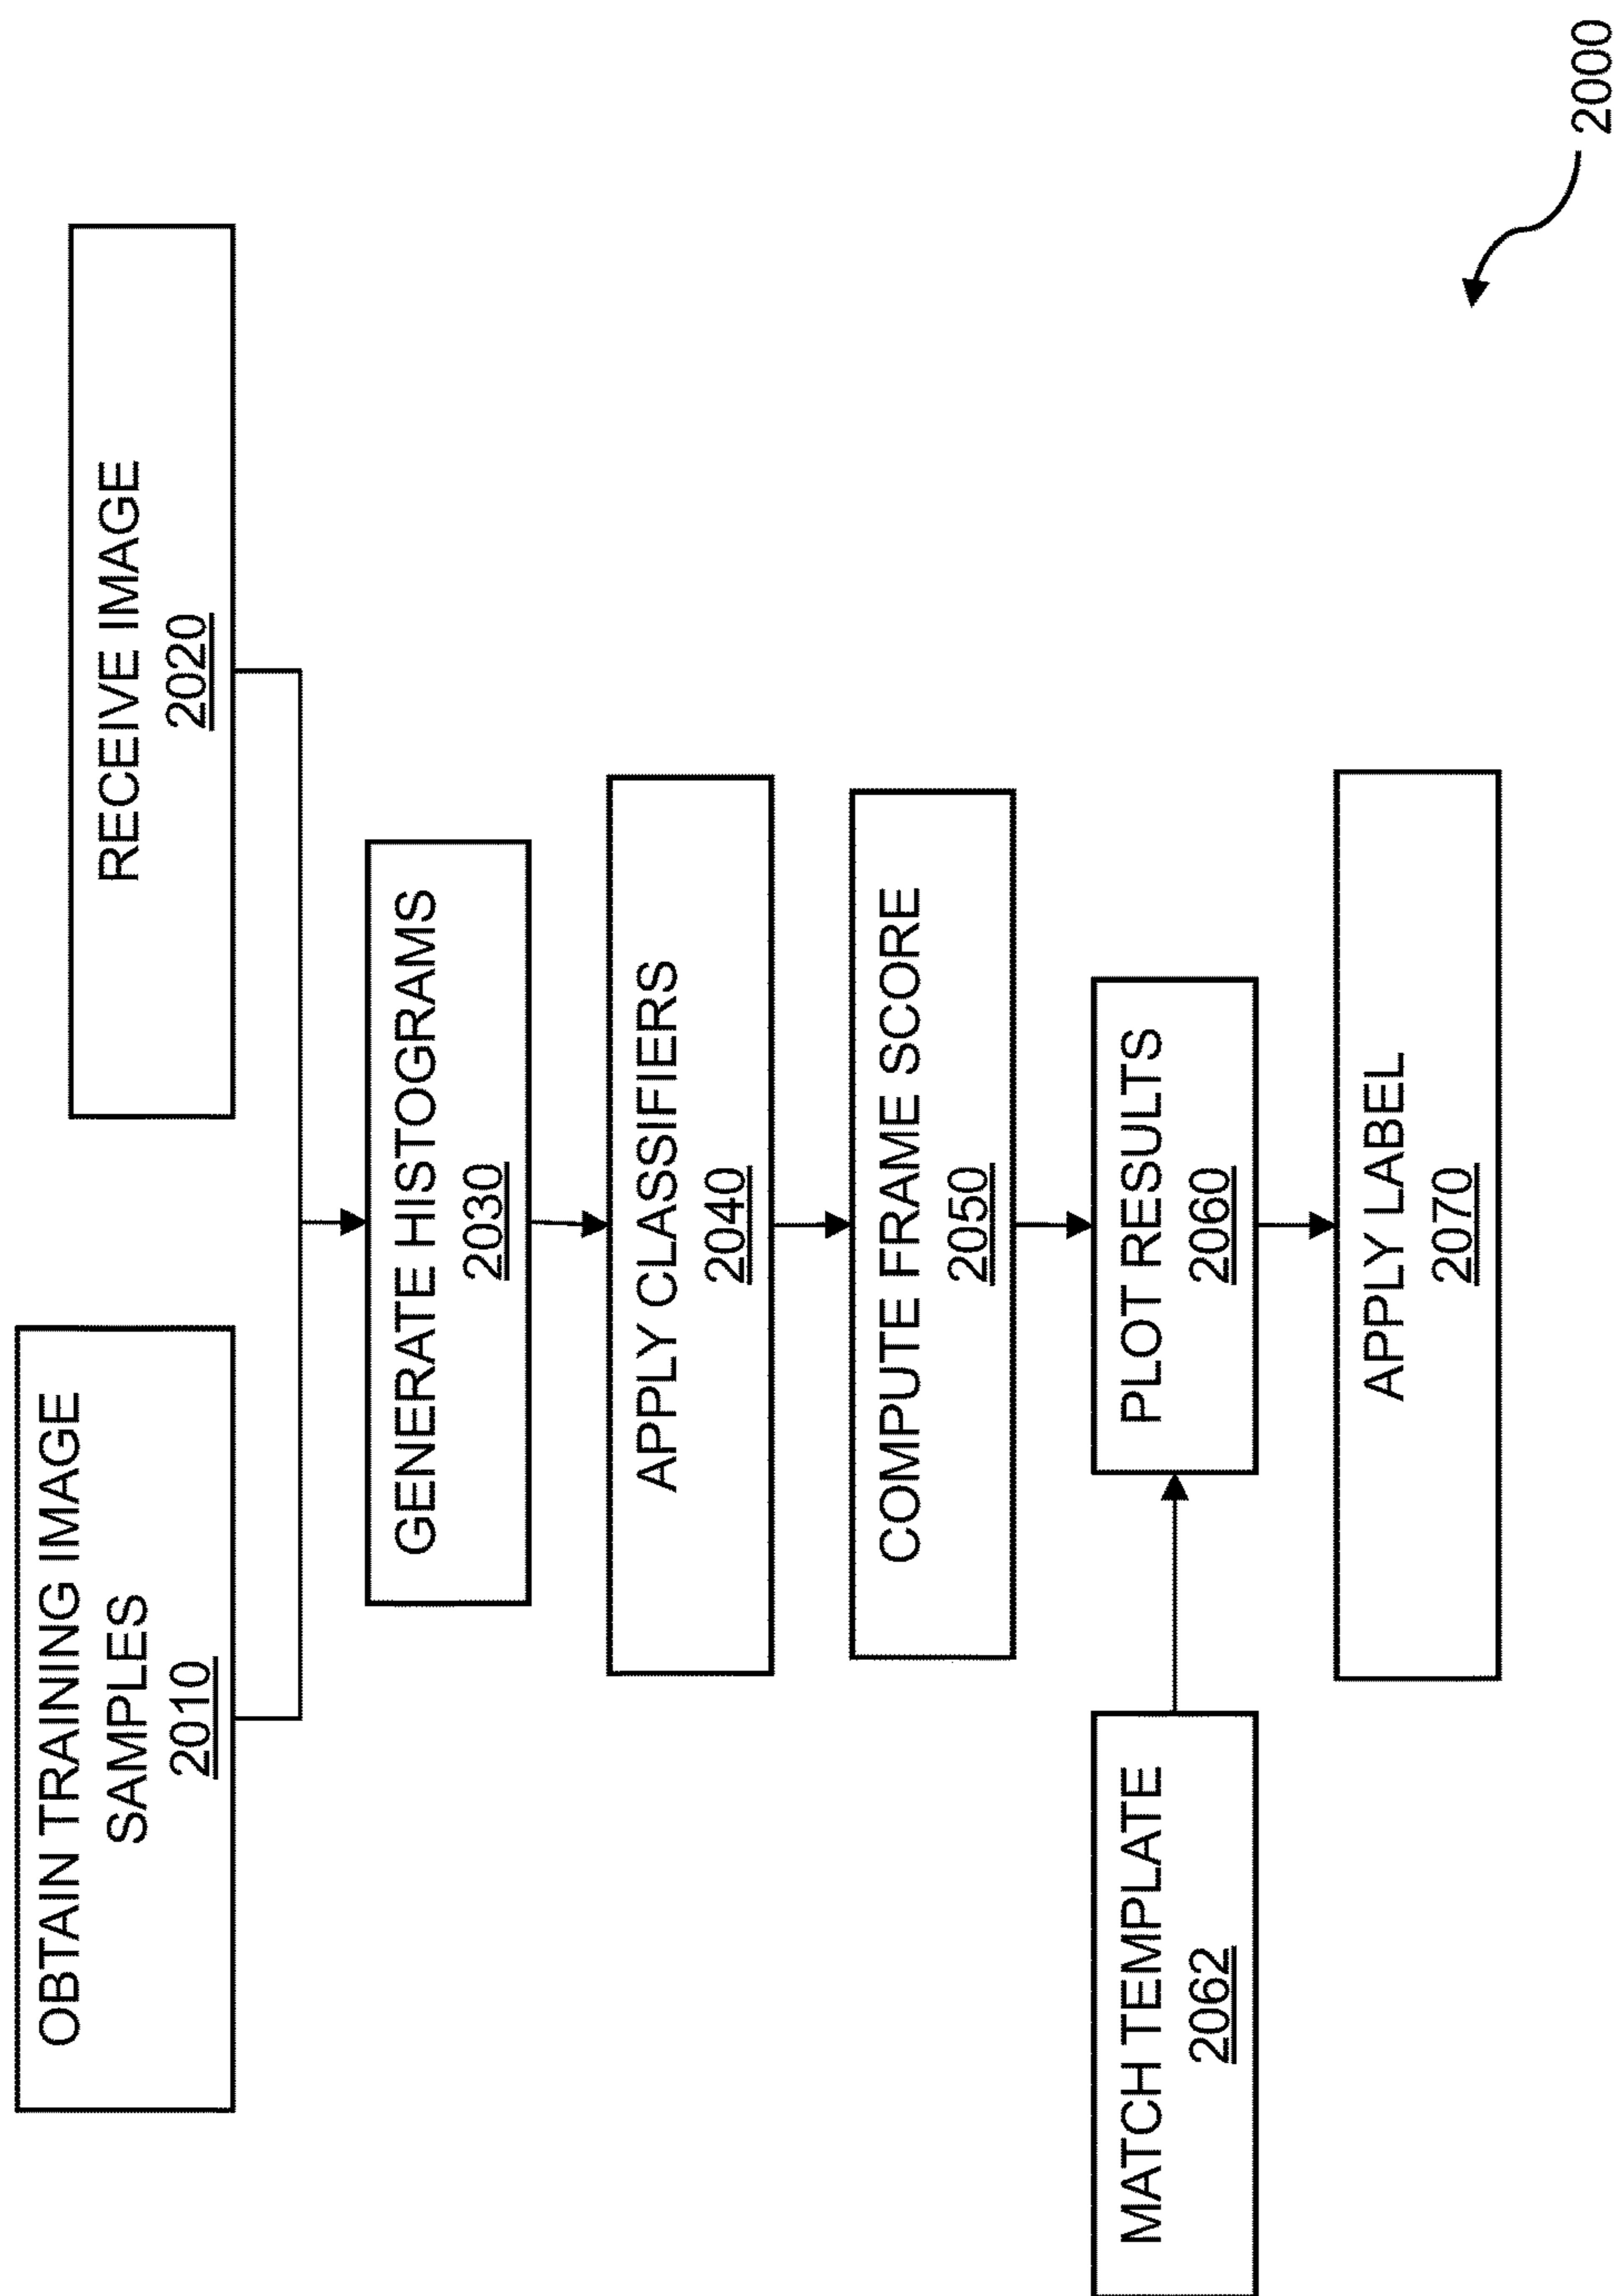 OBTAIN TRAINING IMAGE
SAMPLES
2010
RECEIVE IMAGE
2020
GENERATE HISTOGRAMS
2030
APPLY CLASSIFIERS
2040
COMPUTE FRAME SCORE
2050
MATCH TEMPLATE
2062
PLOT RESULTS
2060
APPLY LABEL
2070
2000